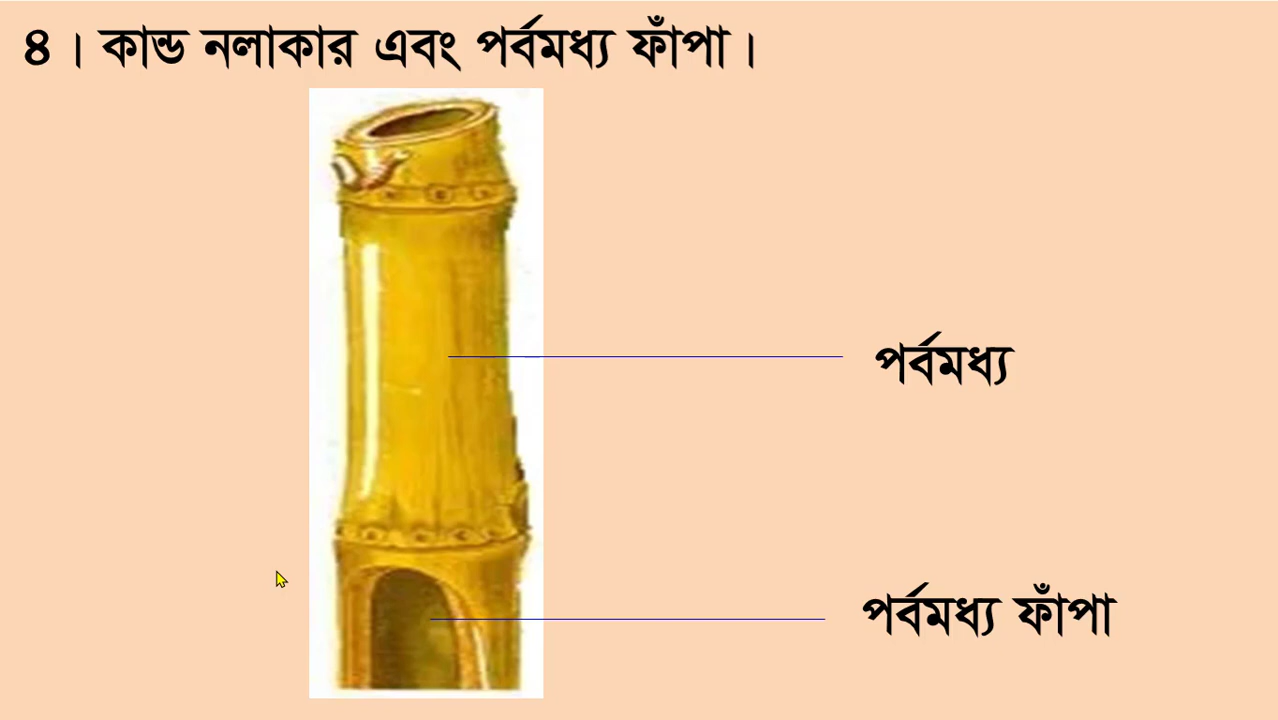 ৪। কান্ড নলাকার এবং পর্বমধ্য ফাঁপা।
পর্বমধ্য
পর্বমধ্য ফাঁপা